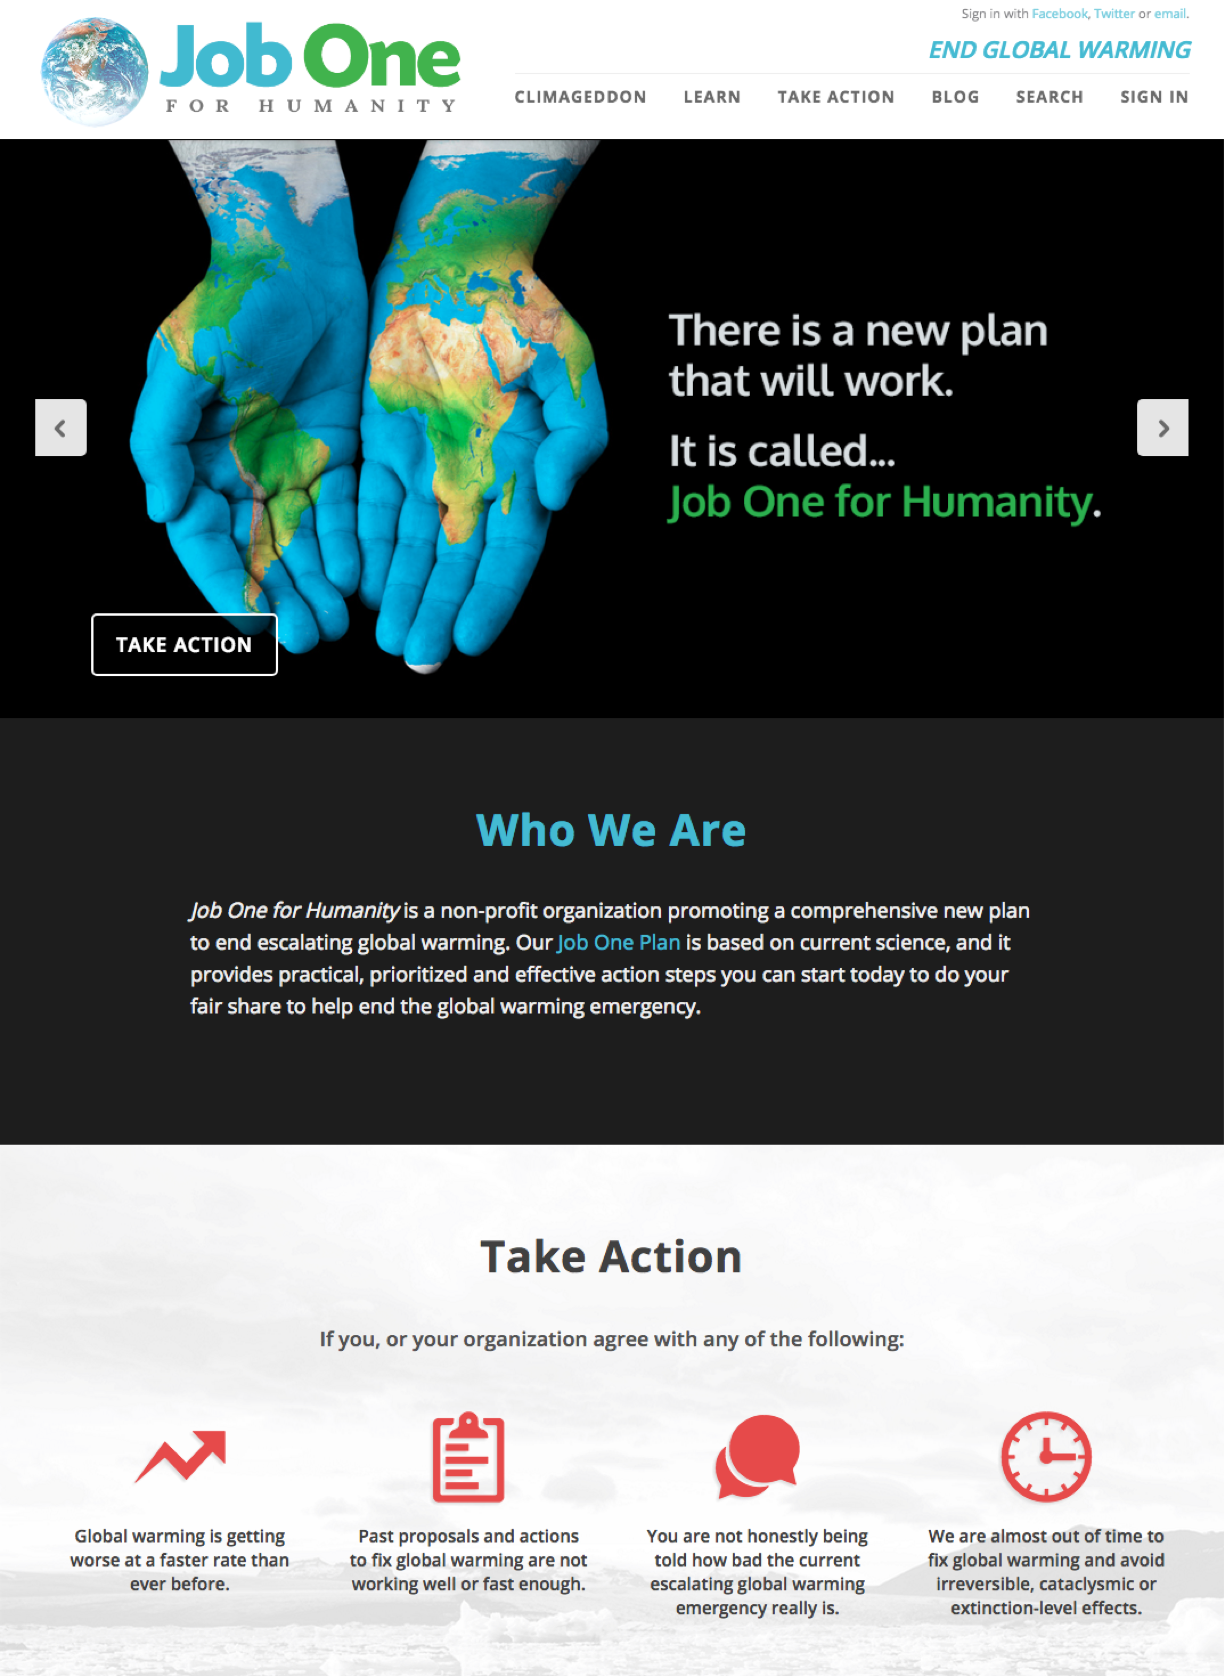 Sign in with Facebook, Twitter or email.
Job One
FOR HUMANITY
END GLOBAL WARMING
CLIMAGEDDON LEARN TAKE ACTION BLOG SEARCH SIGN IN
There is a new plan
that will work.
It is called...
Job One for Humanity.
TAKE ACTION
Who We Are
Job One for Humanity is a non-profit organization promoting a comprehensive new plan
to end escalating global warming. Our Job One Plan is based on current science, and it
provides practical, prioritized and effective action steps you can start today to do your
fair share to help end the global warming emergency.
Take Action
If you, or your organization agree with any of the following:
Global warming is getting
worse at a faster rate than
ever before.
Past proposals and actions
to fix global warming are not
working well or fast enough.
You are not honestly being
told how bad the current
escalating global warming
emergency really is.
We are almost out of time to
fix global warming and avoid
irreversible, cataclysmic or
extinction-level effects.